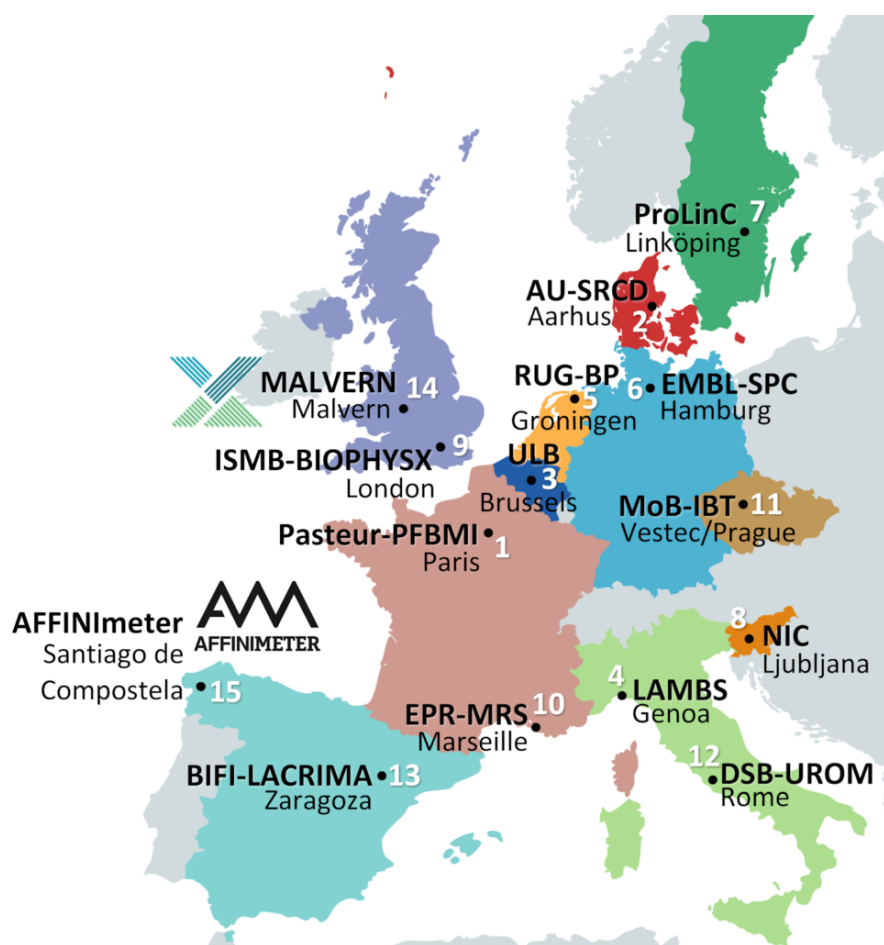 ProLinC 7
Linköping
AU-SRCD
Aarhus 2
RUG-BP 5
Groningen
6 EMBL-SPC
Hamburg
MALVERN 14
Malvern
ISMB-BIOPHYSX 9
London
ULB 3
Brussels
MoB-IBT 11
Vestec/Prague
Pasteur-PFBMI 1
Paris
AFFINImeter
Santiago de
Compostela 15
AFFINIMETER
8 NIC
Ljubljana
4 LAMBS
Genoa
EPR-MRS 10
Marseille
12 DSB-UROM
Rome
BIFI-LACRIMA 13
Zaragoza